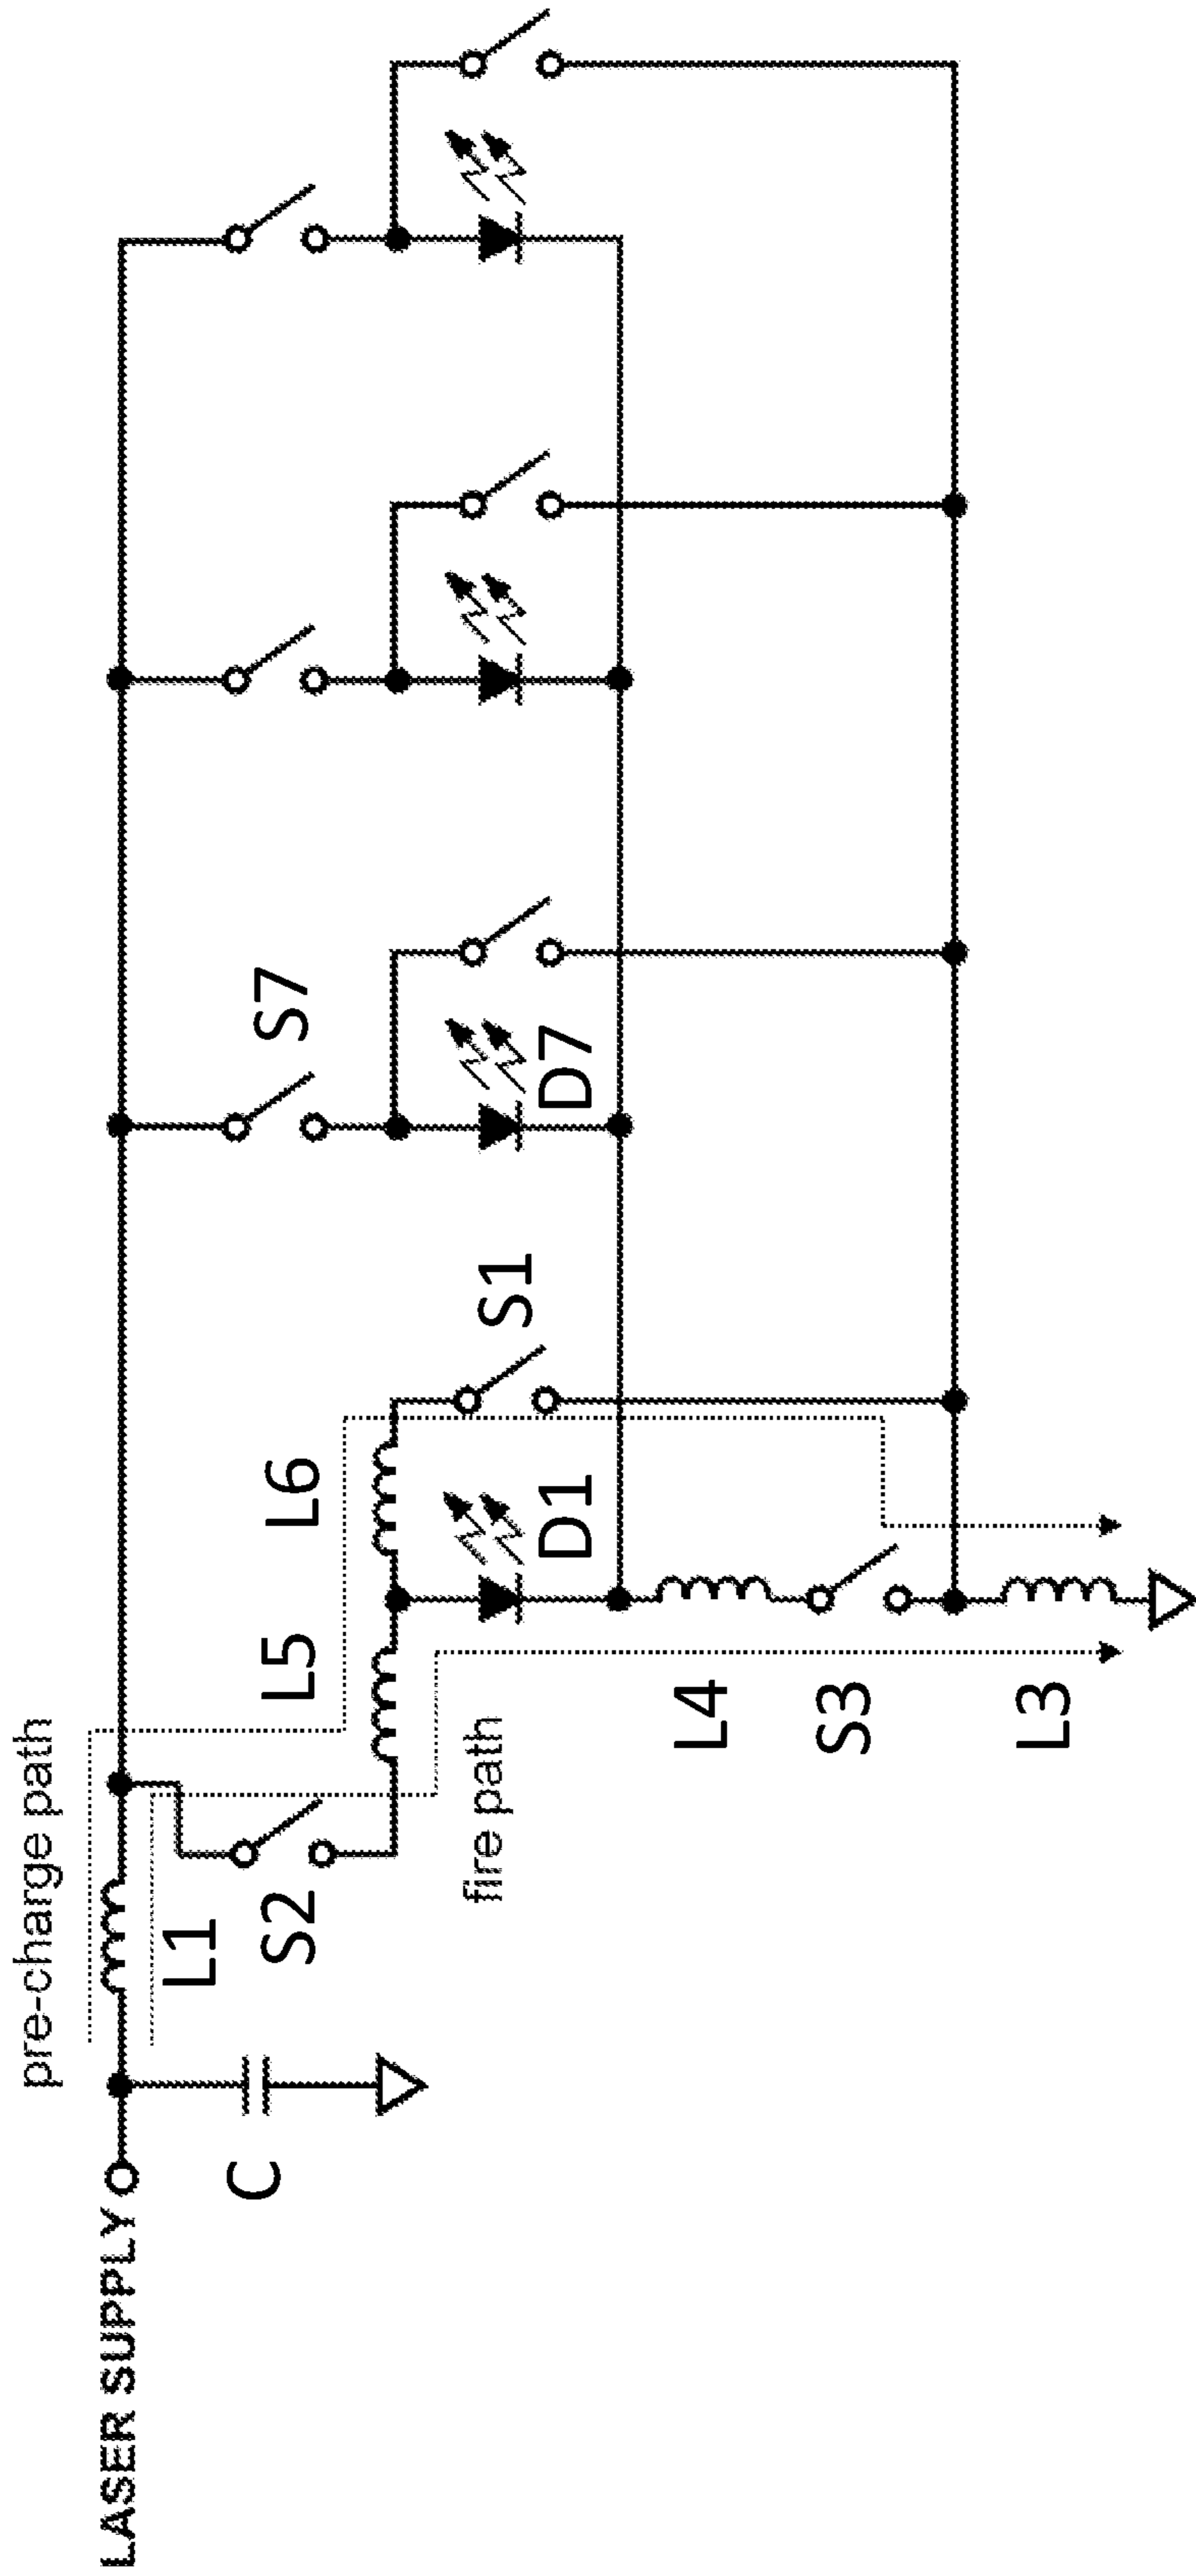 LASER SUPPLY
C
pre-charge path
L1
S2
fire path
L5
L6
D1
S1
L4
S3
L3
S7
D7